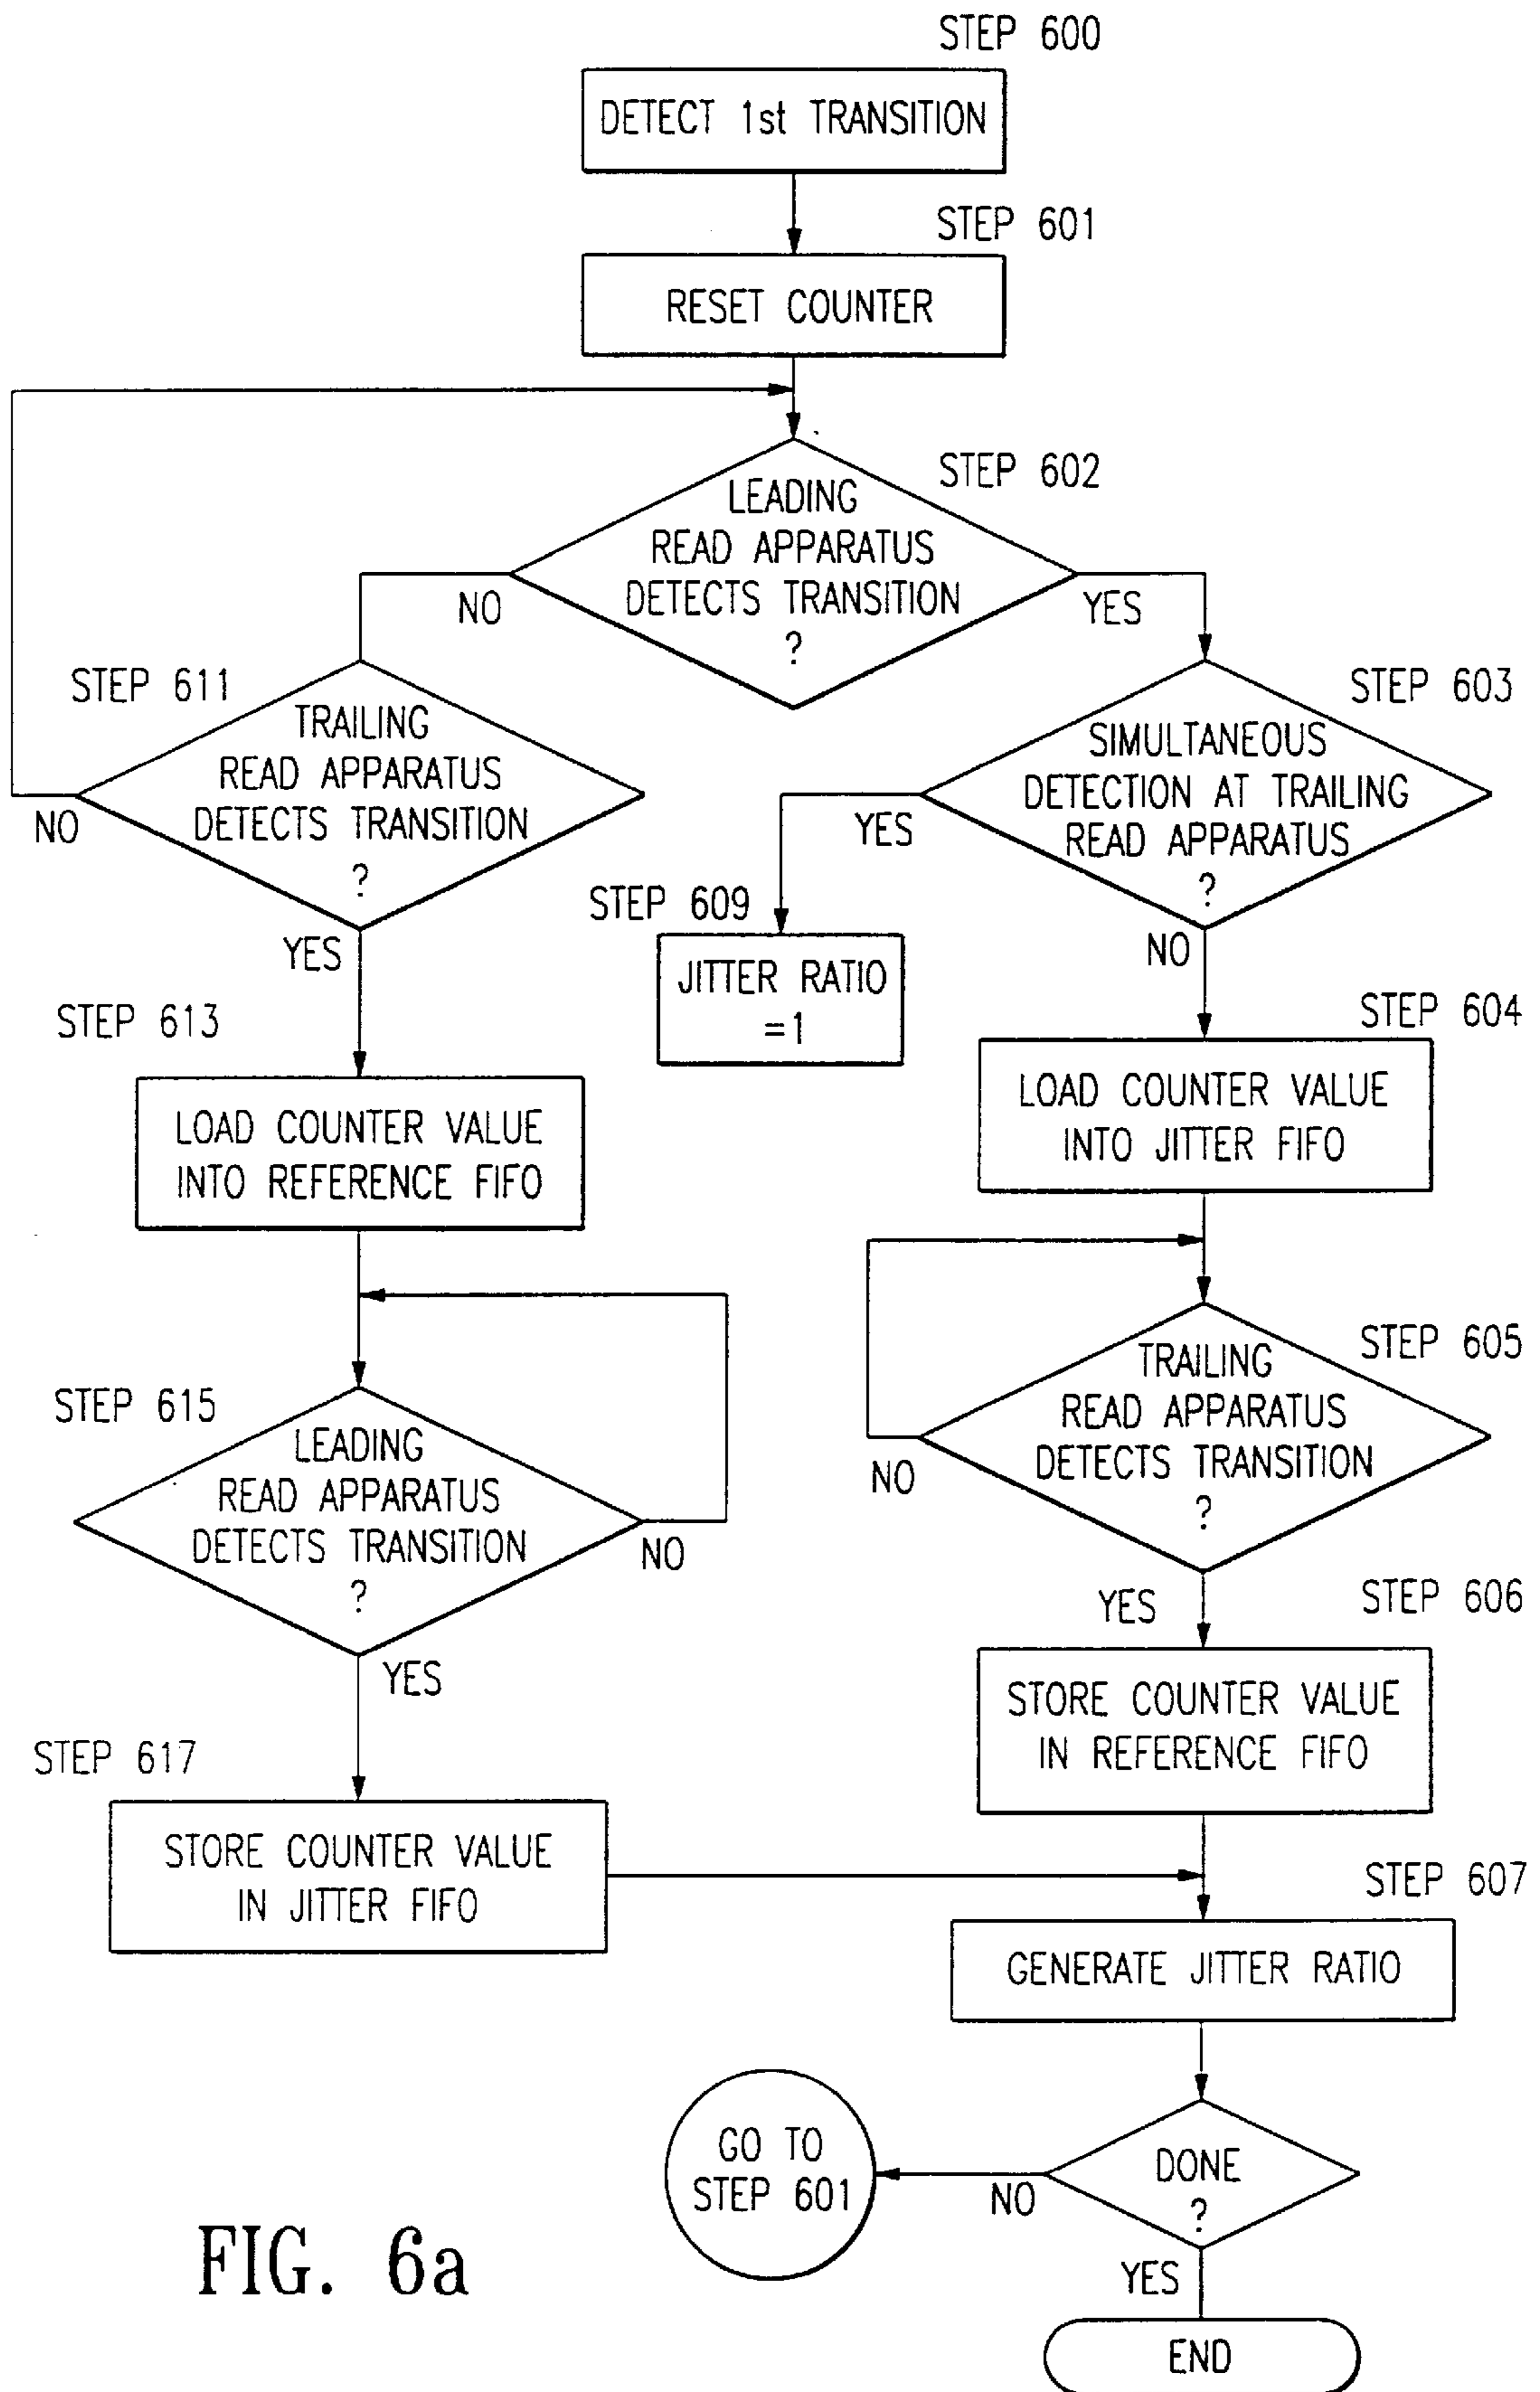 STEP 600
DETECT 1st TRANSITION
STEP 601
RESET COUNTER
STEP 602
LEADING
READ APPARATUS
DETECTS TRANSITION
?
NO
YES
STEP 611
TRAILING
READ APPARATUS
DETECTS TRANSITION
?
NO
YES
STEP 603
SIMULTANEOUS
DETECTION AT TRAILING
READ APPARATUS
?
YES
NO
STEP 609
JITTER RATIO
=1
STEP 613
LOAD COUNTER VALUE
INTO REFERENCE FIFO
STEP 604
LOAD COUNTER VALUE
INTO JITTER FIFO
STEP 605
TRAILING
READ APPARATUS
DETECTS TRANSITION
?
NO
YES
STEP 615
LEADING
READ APPARATUS
DETECTS TRANSITION
?
NO
YES
STEP 606
STORE COUNTER VALUE
IN REFERENCE FIFO
STEP 617
STORE COUNTER VALUE
IN JITTER FIFO
STEP 607
GENERATE JITTER RATIO
DONE
?
NO
YES
GO TO
STEP 601
END
FIG. 6a